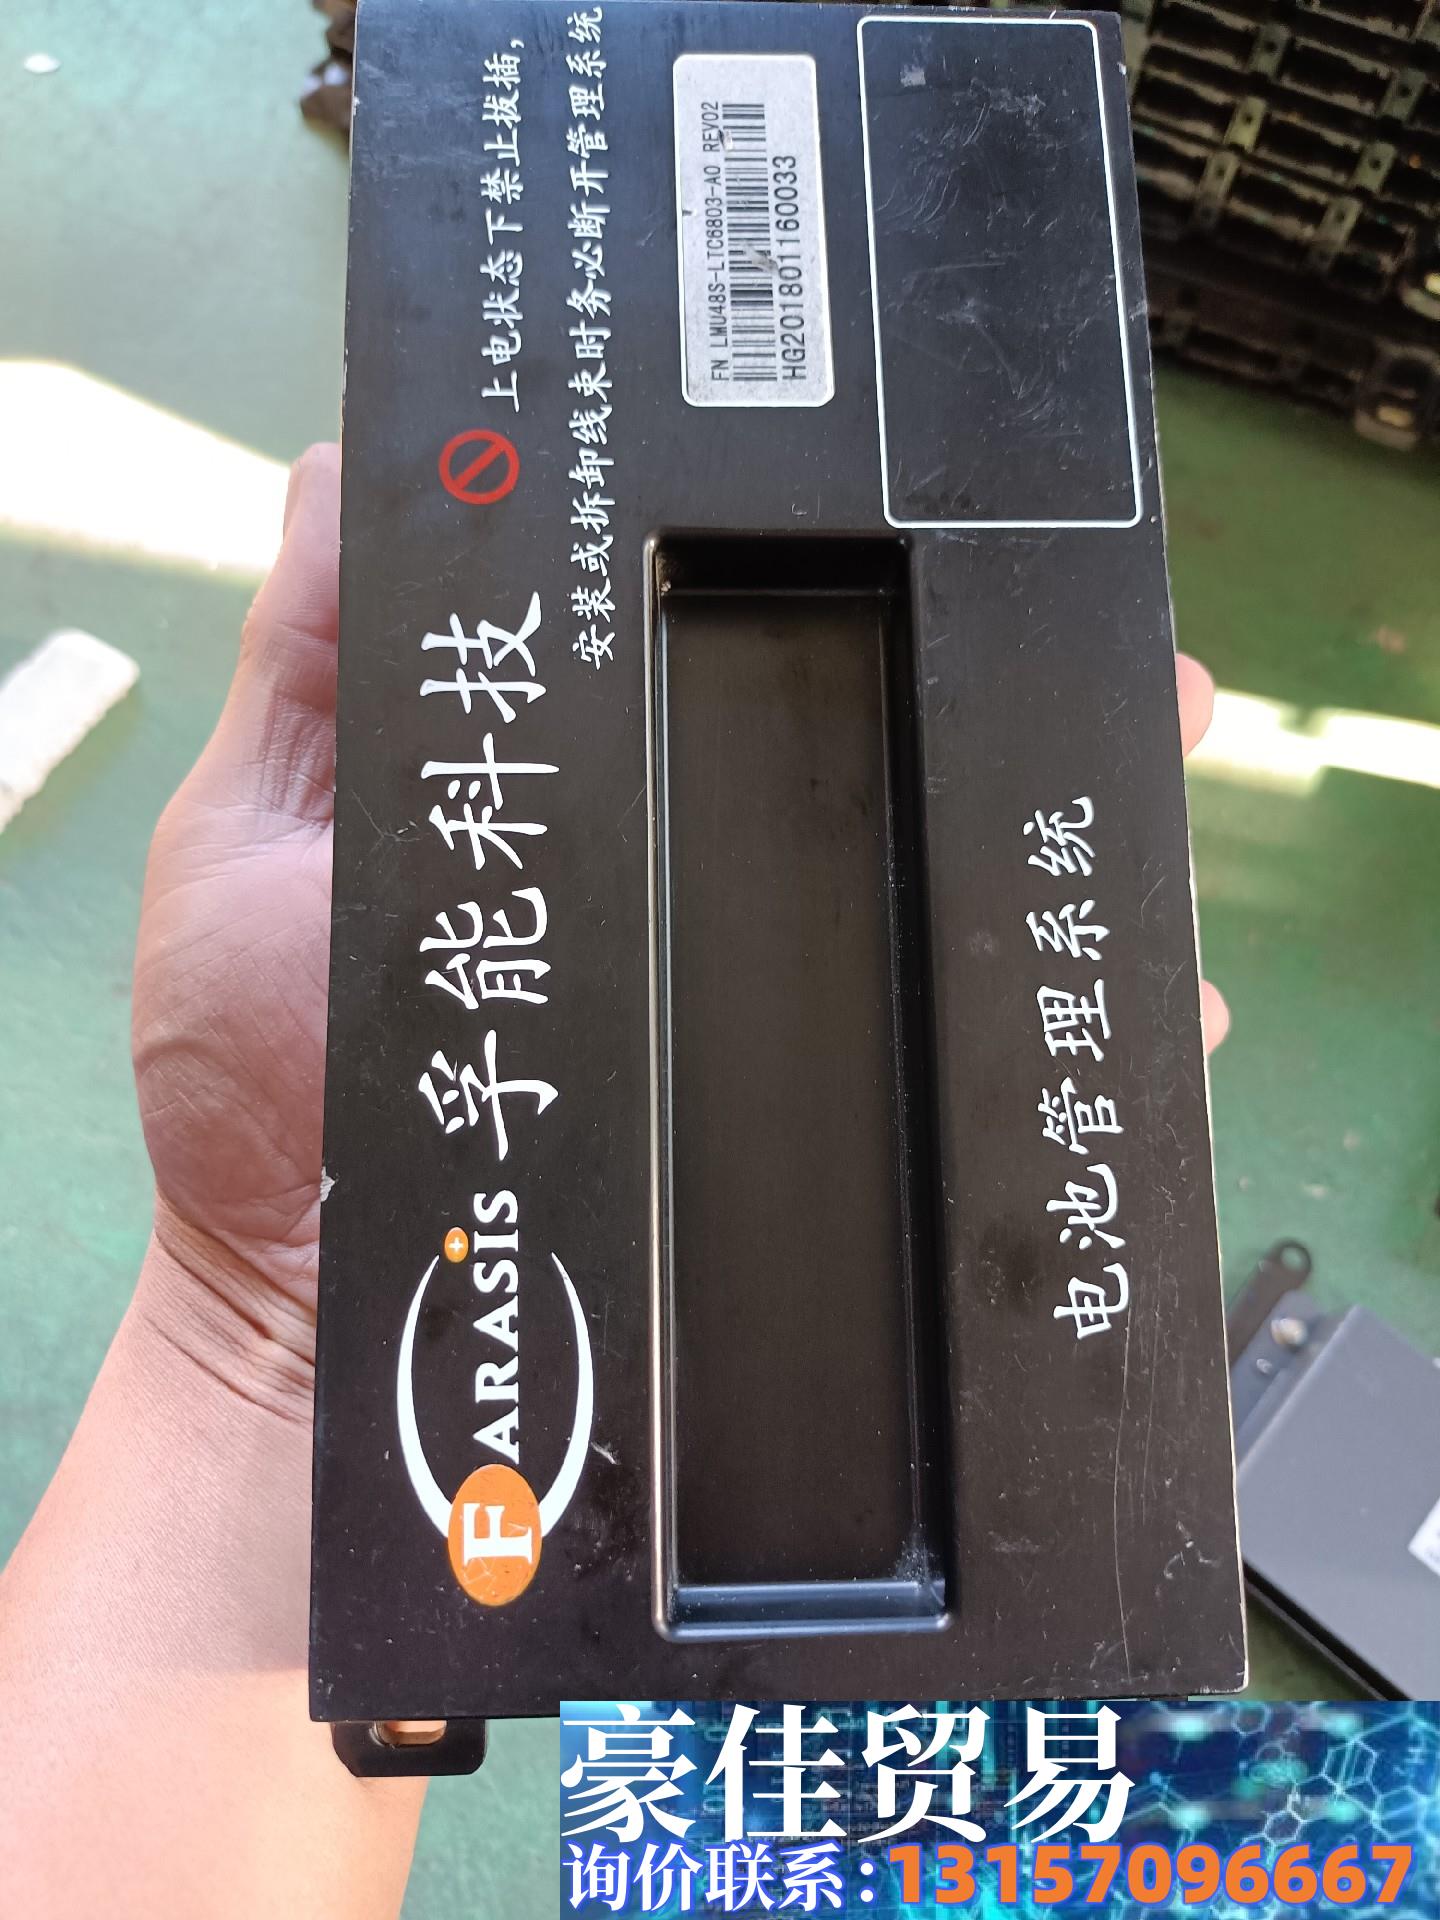 FARASIS 孚能科技
上电状态下禁止拔插，
安装或拆卸线束时务必断开管理系统
FN LMU48S-LTC6803-A0 REV02
HG20180116​0033
电池管理系统
豪佳贸易
询价联系:13157096667